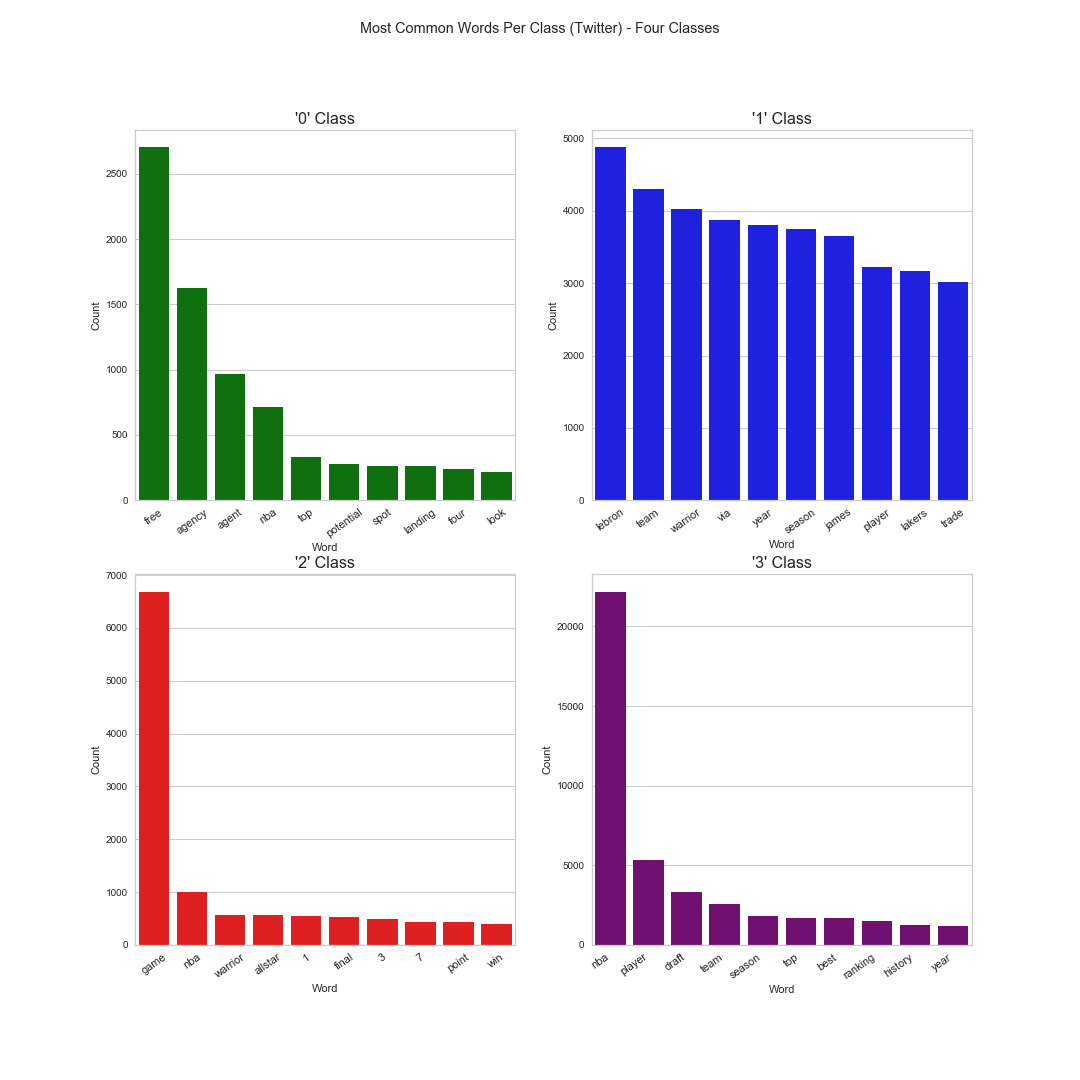 Most Common Words Per Class (Twitter) - Four Classes
'0' Class
2500
2000
1500
1000
500
0
Count
free agency agent nba top potential spot landing four look
Word
'1' Class
5000
4000
3000
2000
1000
0
Count
lebron team warrior via year season james player lakers trade
Word
'2' Class
7000
6000
5000
4000
3000
2000
1000
0
Count
game nba warrior allstar 1 final 3 7 point win
Word
'3' Class
20000
15000
10000
5000
0
Count
nba player draft team season top best ranking history year
Word